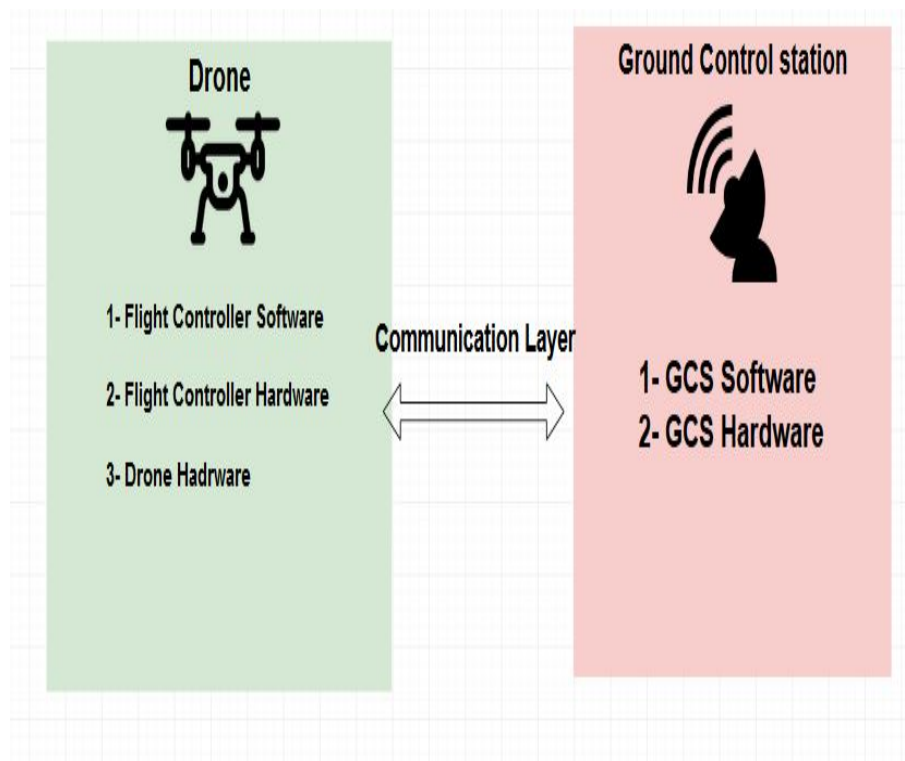 Drone
1- Flight Controller Software
2- Flight Controller Hardware
3- Drone Hadrware
Communication Layer
Ground Control station
1- GCS Software
2- GCS Hardware